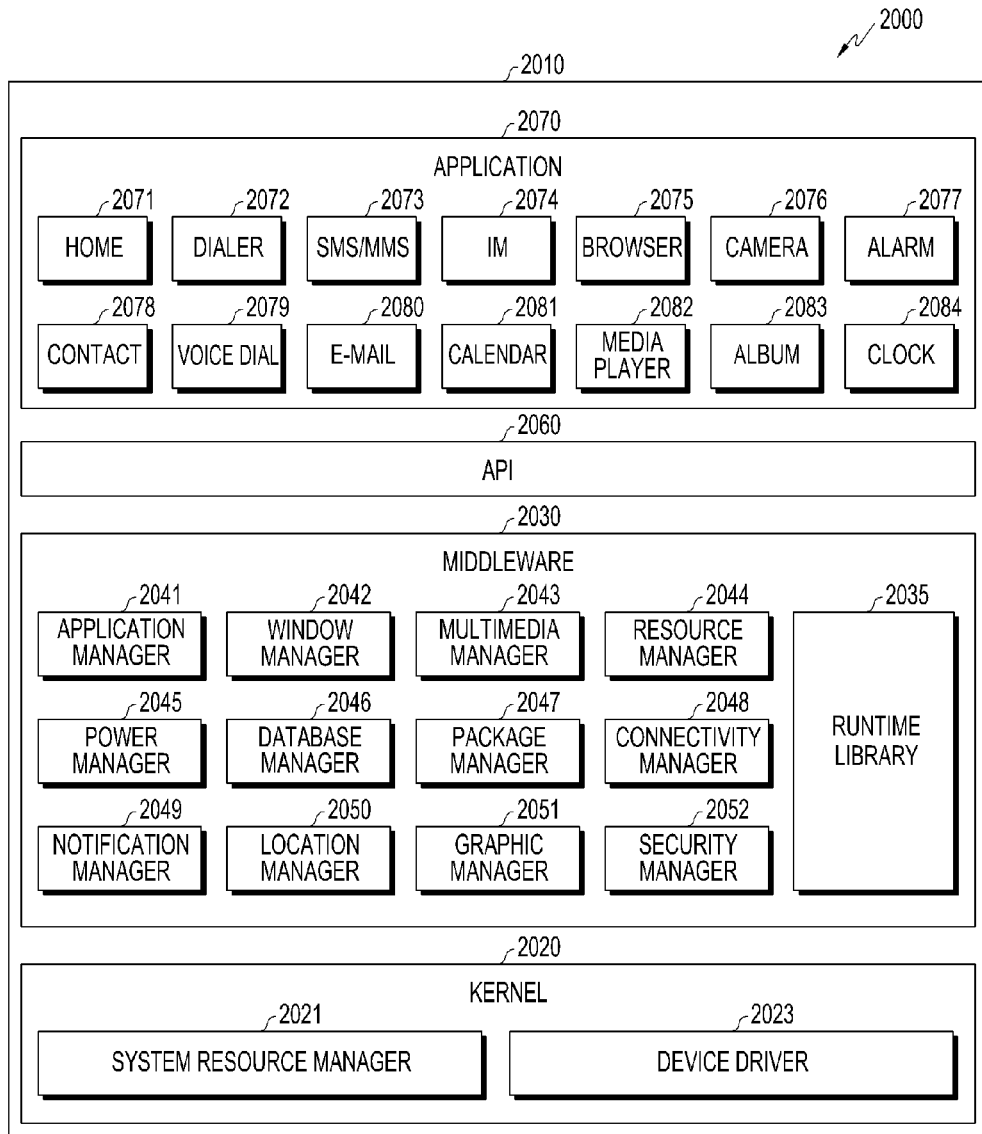 2000
2010
2070
APPLICATION
2071 2072 2073 2074 2075 2076 2077
HOME DIALER SMS/MMS IM BROWSER CAMERA ALARM
2078 2079 2080 2081 2082 2083 2084
CONTACT VOICE DIAL E-MAIL CALENDAR MEDIA PLAYER ALBUM CLOCK
2060
API
2030
MIDDLEWARE
2041 2042 2043 2044 2035
APPLICATION MANAGER WINDOW MANAGER MULTIMEDIA MANAGER RESOURCE MANAGER
2045 2046 2047 2048
POWER MANAGER DATABASE MANAGER PACKAGE MANAGER CONNECTIVITY MANAGER RUNTIME LIBRARY
2049 2050 2051 2052
NOTIFICATION MANAGER LOCATION MANAGER GRAPHIC MANAGER SECURITY MANAGER
2020
KERNEL
2021 2023
SYSTEM RESOURCE MANAGER DEVICE DRIVER